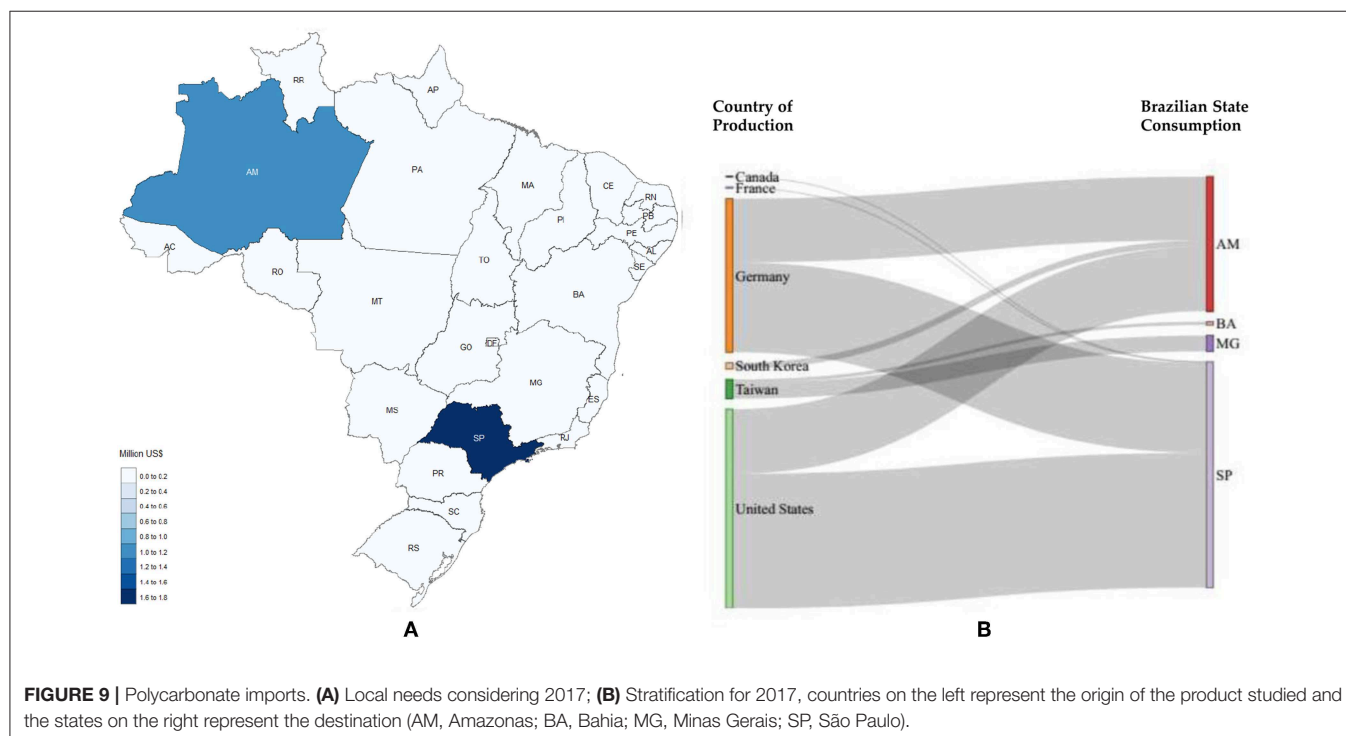 RR
AP
AM
PA
MA
CE
RN
PB
PI
PE
AL
SE
AC
RO
TO
BA
MT
GO
DF
MG
ES
MS
SP
RJ
PR
SC
RS
Million US$
0.0 to 0.2
0.2 to 0.4
0.4 to 0.6
0.6 to 0.8
0.8 to 1.0
1.0 to 1.2
1.2 to 1.4
1.4 to 1.6
1.6 to 1.8
A
Country of
Production
Brazilian State
Consumption
Canada
France
Germany
South Korea
Taiwan
United States
AM
BA
MG
SP
B
FIGURE 9 | Polycarbonate imports. (A) Local needs considering 2017; (B) Stratification for 2017, countries on the left represent the origin of the product studied and
the states on the right represent the destination (AM, Amazonas; BA, Bahia; MG, Minas Gerais; SP, São Paulo).